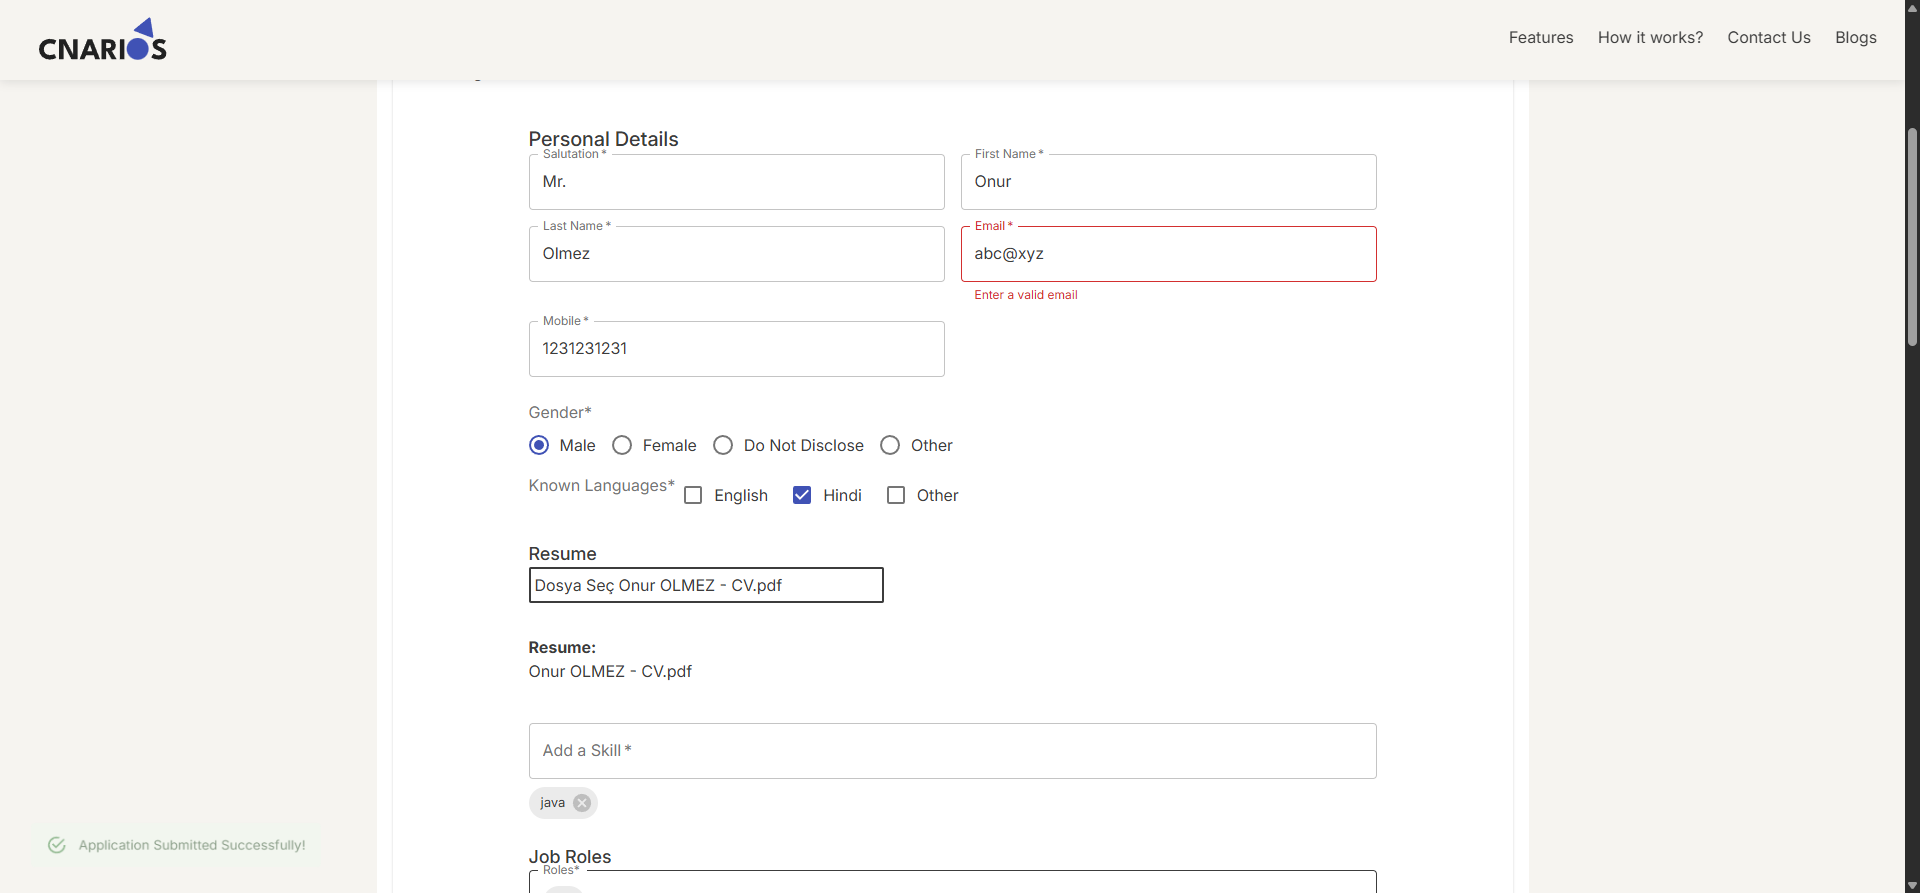 CNARIOS
Features How it works? Contact Us Blogs
Personal Details
Salutation *
Mr.
First Name *
Onur
Last Name *
Olmez
Email *
abc@xyz
Enter a valid email
Mobile *
1231231231
Gender*
Male Female Do Not Disclose Other
Known Languages* English Hindi Other
Resume
Dosya Seç Onur OLMEZ - CV.pdf
Resume:
Onur OLMEZ - CV.pdf
Add a Skill *
java
Application Submitted Successfully!
Job Roles
Roles*